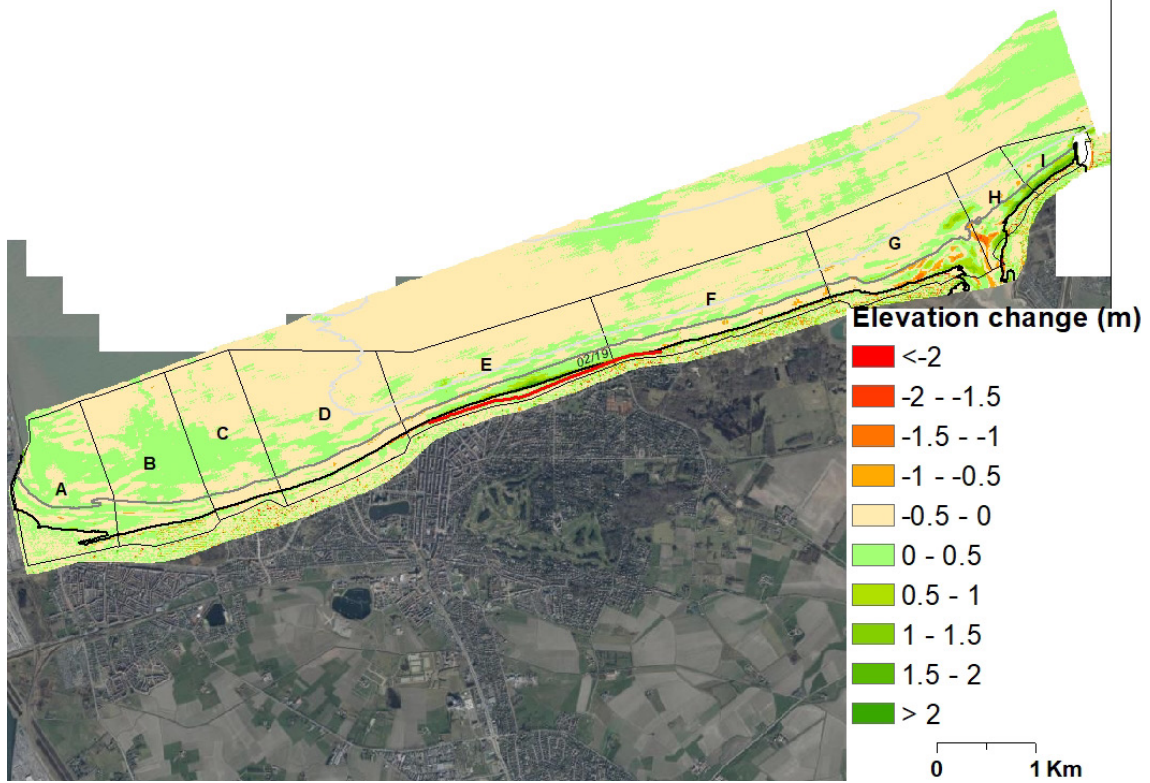 I
H
G
F
02/19
E
D
C
B
A
Elevation change (m)
<-2
-2 - -1.5
-1.5 - -1
-1 - -0.5
-0.5 - 0
0 - 0.5
0.5 - 1
1 - 1.5
1.5 - 2
> 2
0 1 Km